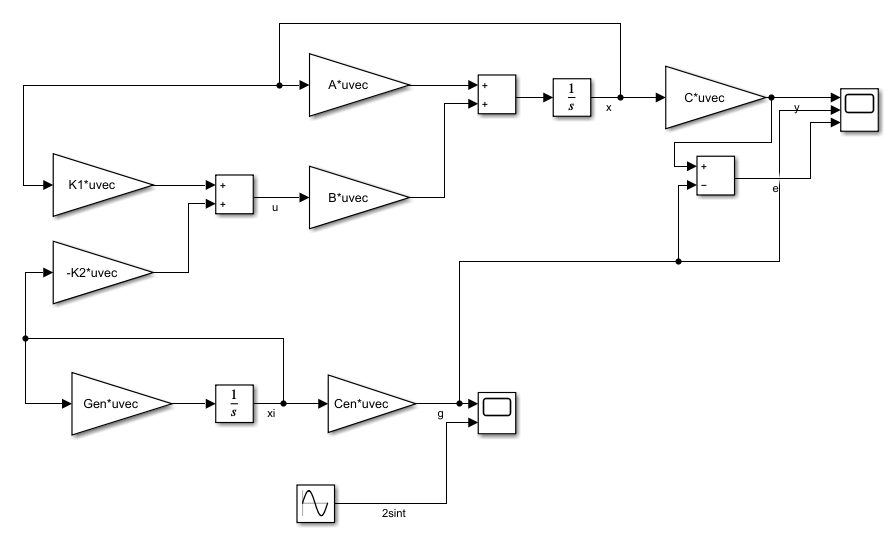 A*uvec
+
+
1
s
x
C*uvec
y
+
−
e
K1*uvec
+
+
u
B*uvec
-K2*uvec
Gen*uvec
1
s
xi
Cen*uvec
g
2sint